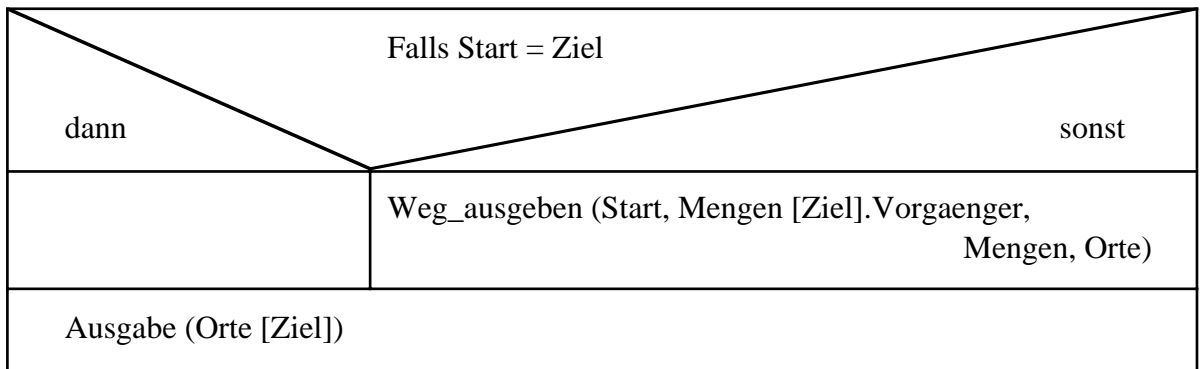 Falls Start = Ziel
dann
sonst
Weg_ausgeben (Start, Mengen [Ziel].Vorgaenger,
Mengen, Orte)
Ausgabe (Orte [Ziel])